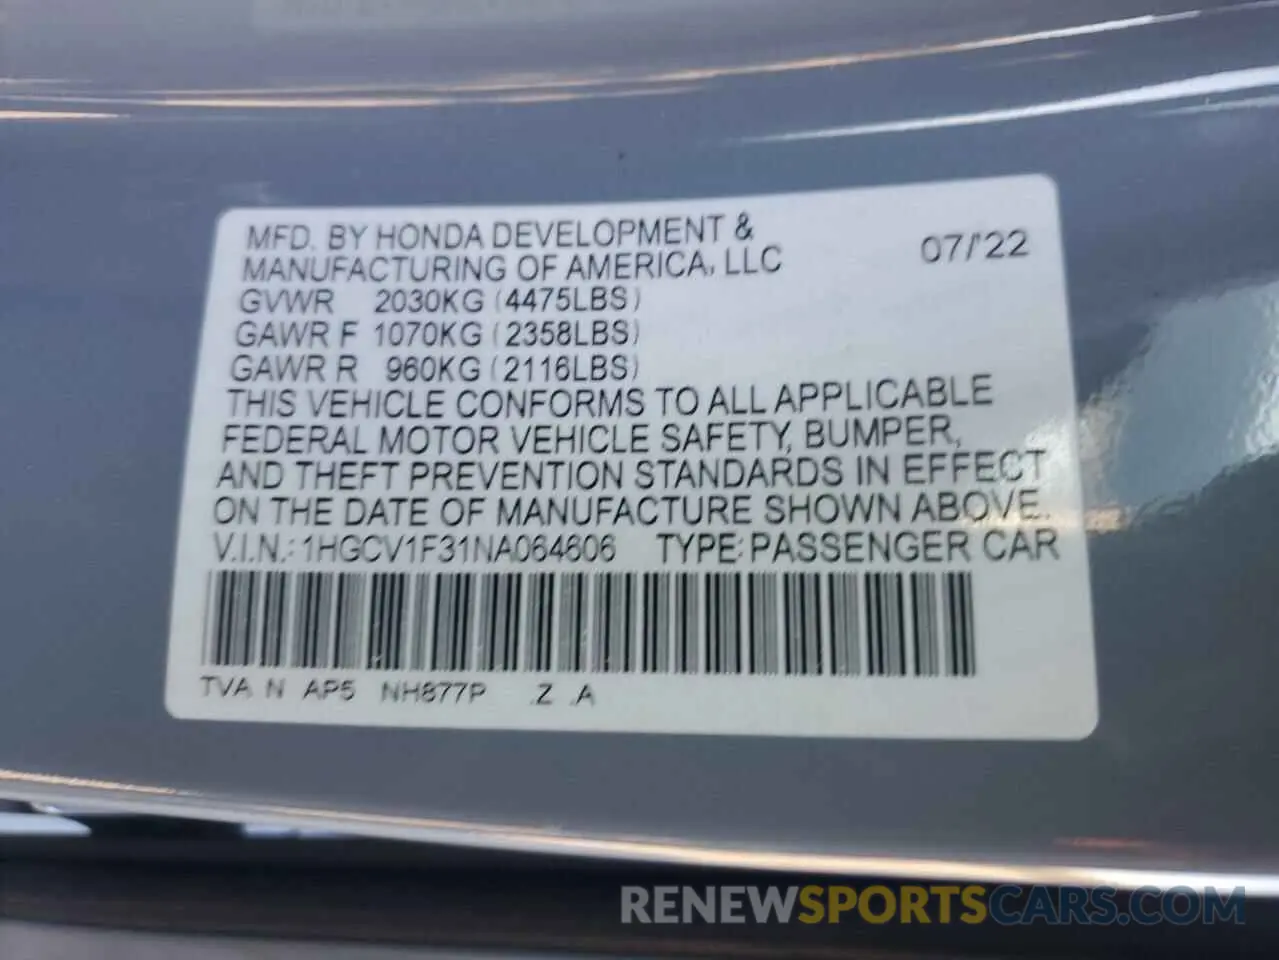 MFD. BY HONDA DEVELOPMENT &
MANUFACTURING OF AMERICA, LLC 07/'22
GVWR 2030KG (4475LBS)
GAWR F 1070KG (2358LBS)
GAWR R 960KG (2116LBS)
THIS VEHICLE CONFORMS TO ALL APPLICABLE
FEDERAL MOTOR VEHICLE SAFETY, BUMPER,
AND THEFT PREVENTION STANDARDS IN EFFECT
ON THE DATE OF MANUFACTURE SHOWN ABOVE.
V.I.N.: 1HGCV1F31NA064606 TYPE: PASSENGER CAR
TVA N AP5 NH877P .Z .A
RENEWSPORTSCARS.COM